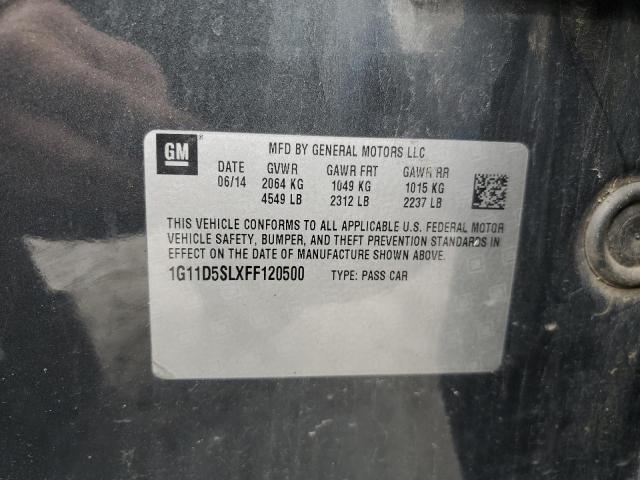 GM
MFD BY GENERAL MOTORS LLC
DATE GVWR GAWR FRT GAWR RR
06/14 2064 KG 1049 KG 1015 KG
4549 LB 2312 LB 2237 LB
THIS VEHICLE CONFORMS TO ALL APPLICABLE U.S. FEDERAL MOTOR
VEHICLE SAFETY, BUMPER, AND THEFT PREVENTION STANDARDS IN
EFFECT ON THE DATE OF MANUFACTURE SHOWN ABOVE.
1G11D5SLXFF120500 TYPE: PASS CAR